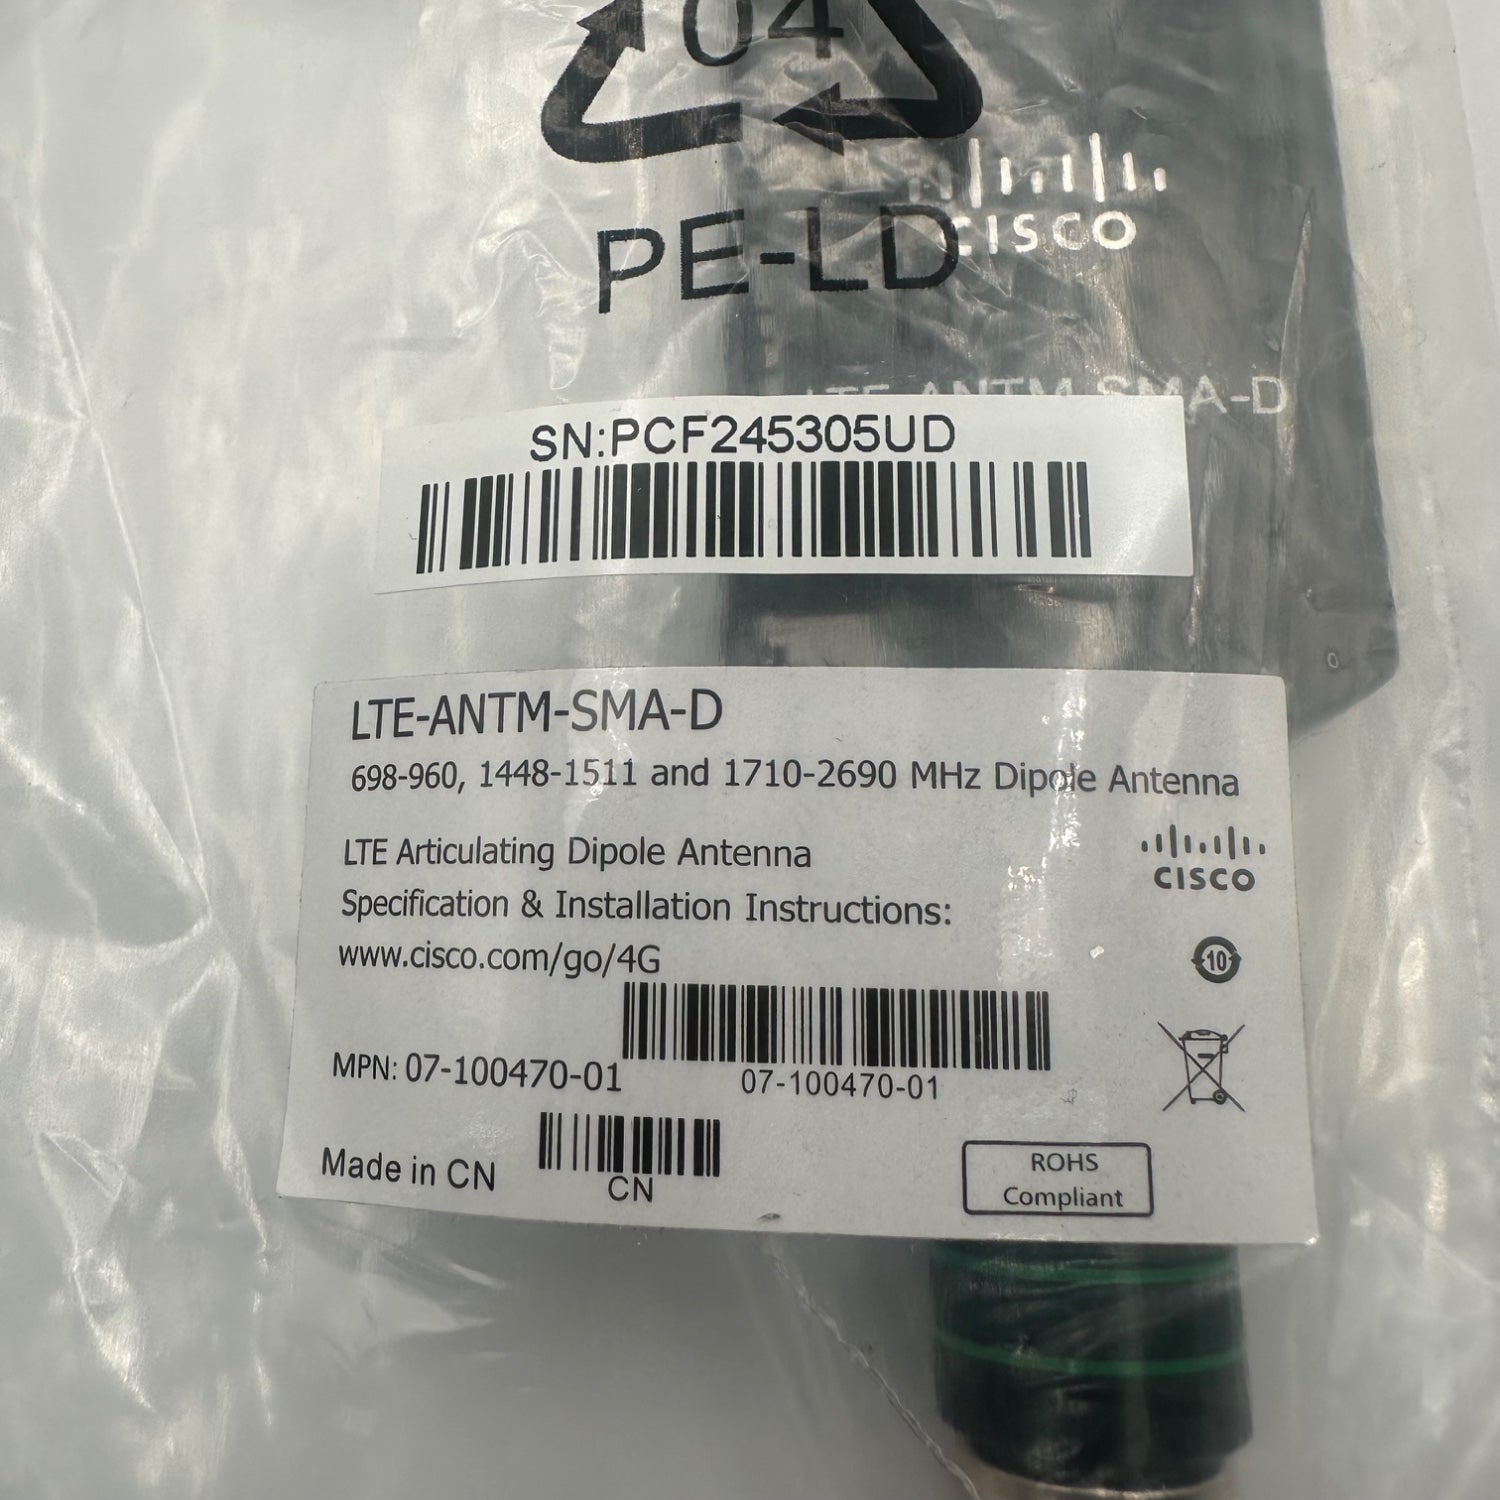 04
PE-LD
CISCO
LTE-ANTM-SMA-D
SN:PCF245305UD
LTE-ANTM-SMA-D
698-960, 1448-1511 and 1710-2690 MHz Dipole Antenna
LTE Articulating Dipole Antenna
CISCO
Specification & Installation Instructions:
www.cisco.com/go/4G
10
MPN: 07-100470-01
07-100470-01
Made in CN
CN
ROHS
Compliant